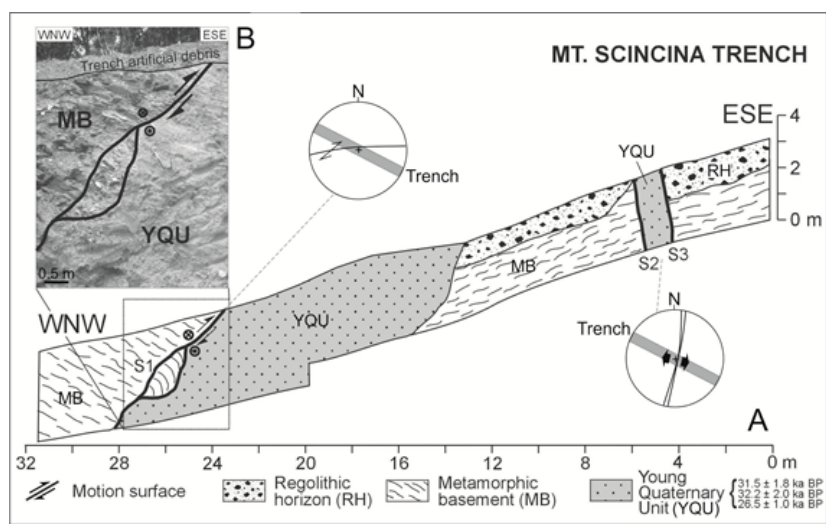 WNW
ESE
B
Trench artificial debris
MB
YQU
0,5 m
MT. SCINCINA TRENCH
N
Trench
ESE
4
2
0 m
YQU
RH
MB
S2
S3
WNW
YQU
S1
MB
N
Trench
A
32 28 24 20 16 12 8 4 0 m
Motion surface
Regolithic
horizon (RH)
Metamorphic
basement (MB)
Young
Quaternary
Unit (YQU)
31.5 ± 1.8 ka BP
32.2 ± 2.0 ka BP
26.5 ± 1.0 ka BP